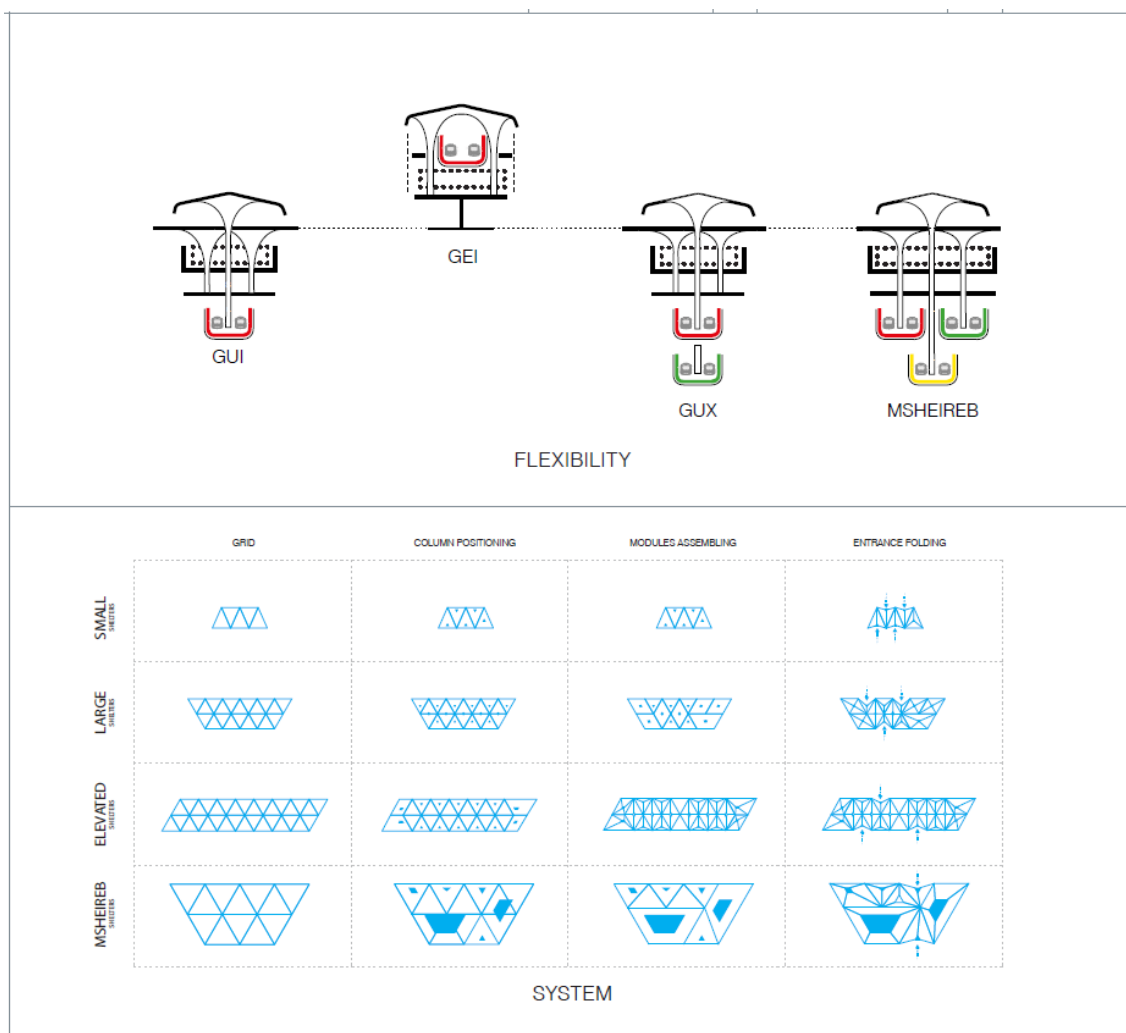 GEI
GUI
GUX
MSHEIREB
FLEXIBILITY
GRID
COLUMN POSITIONING
MODULES ASSEMBLING
ENTRANCE FOLDING
SMALL
SHELTERS
LARGE
SHELTERS
ELEVATED
SHELTERS
MSHEIREB
SHELTERS
SYSTEM